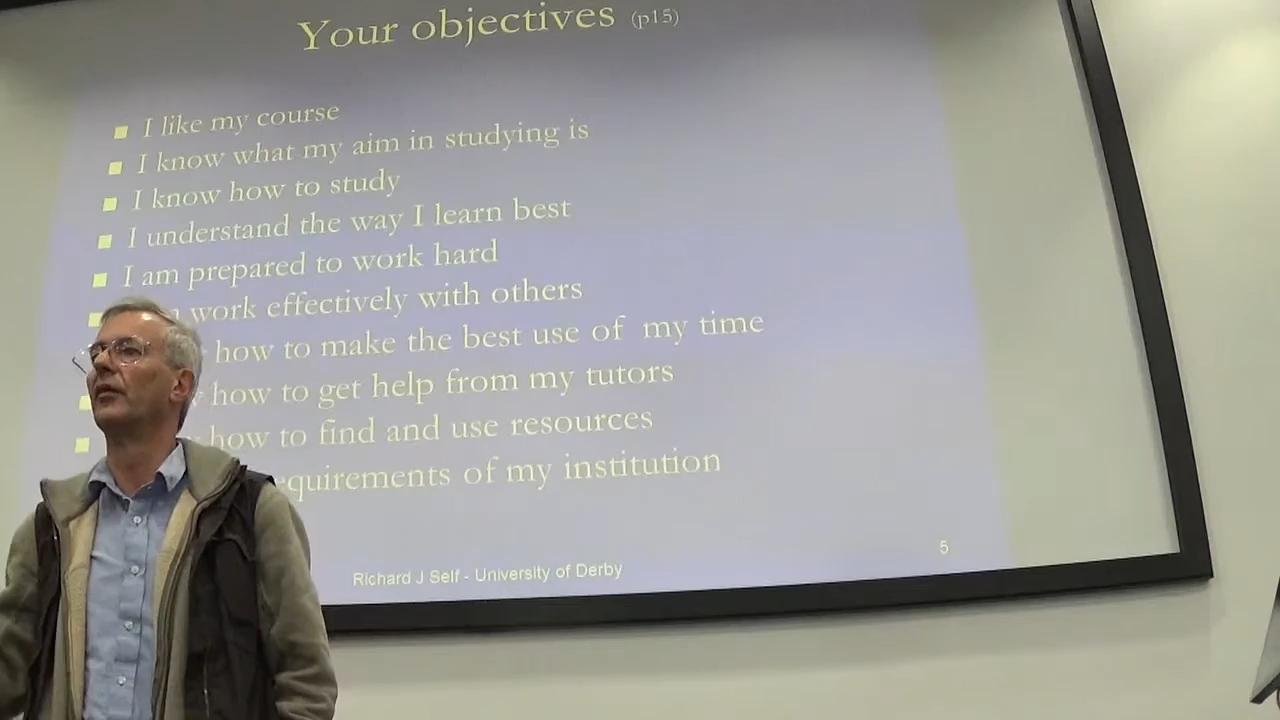 Your objectives (p15)
I like my course
I know what my aim in studying is
I know how to study
I understand the way I learn best
I am prepared to work hard
work effectively with others
how to make the best use of my time
how to get help from my tutors
how to find and use resources
of my institution
Richard J Self - University of Derby
5